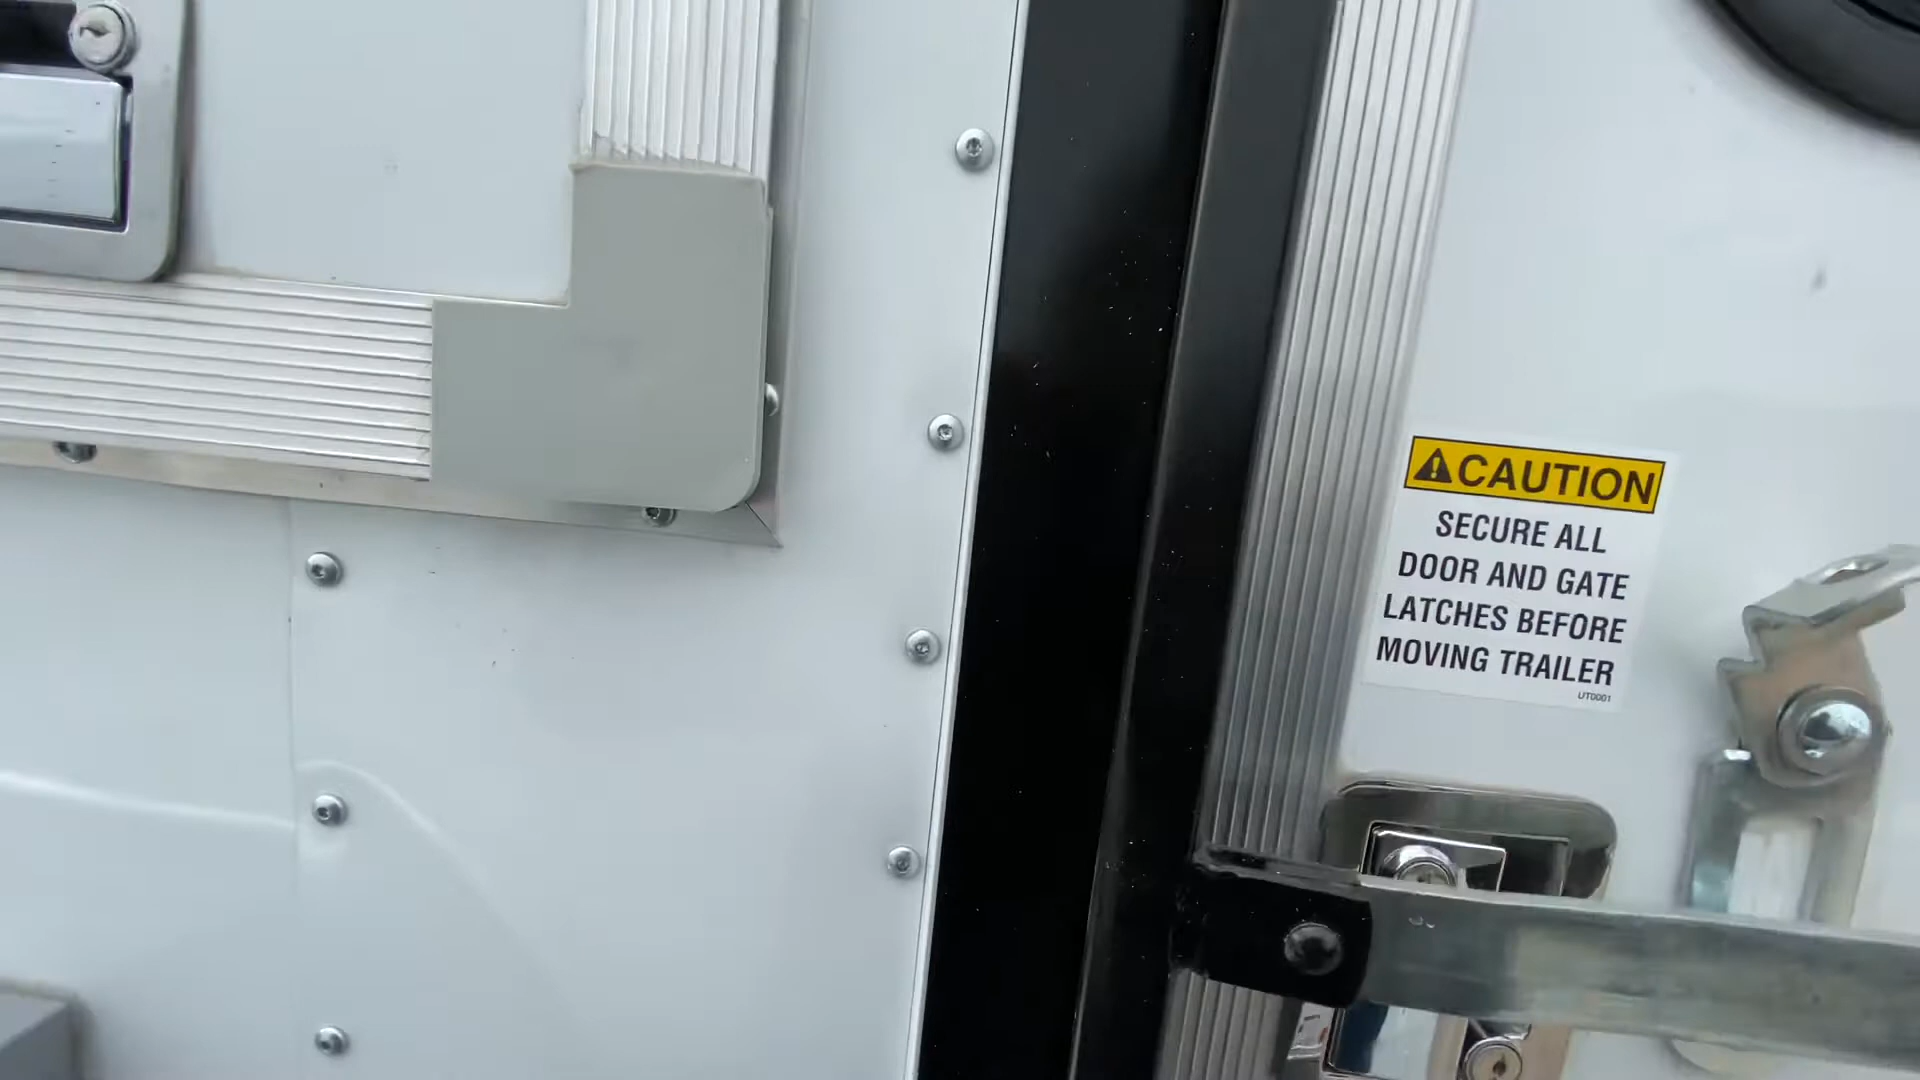 CAUTION
SECURE ALL
DOOR AND GATE
LATCHES BEFORE
MOVING TRAILER
UT0001